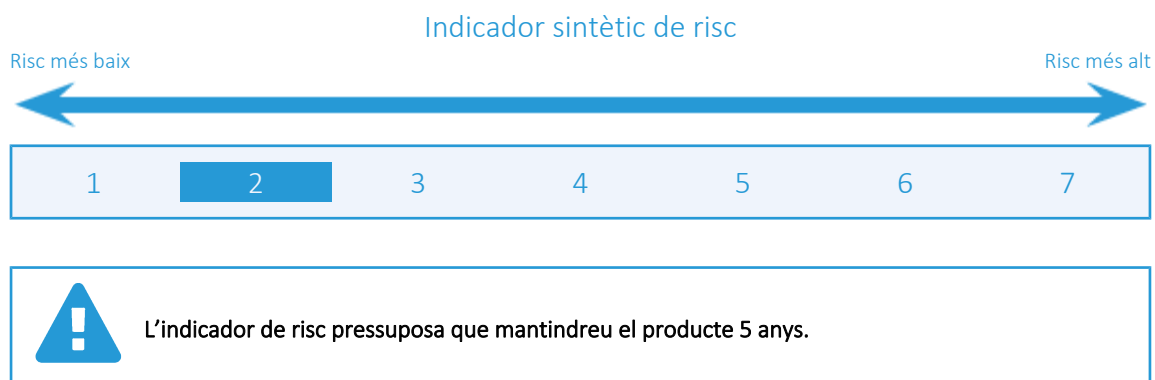 Indicador sintètic de risc
Risc més baix
Risc més alt
1 2 3 4 5 6 7
L’indicador de risc pressuposa que mantindreu el producte 5 anys.